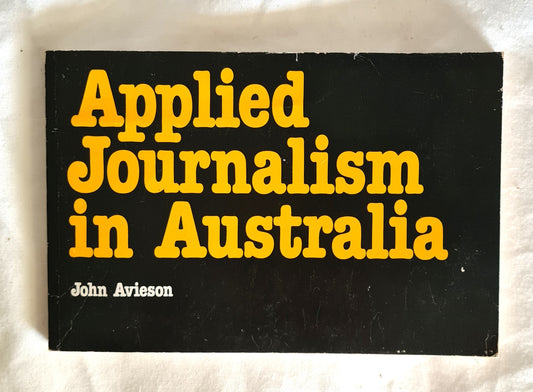 Applied
Journalism
in Australia
John Avieson